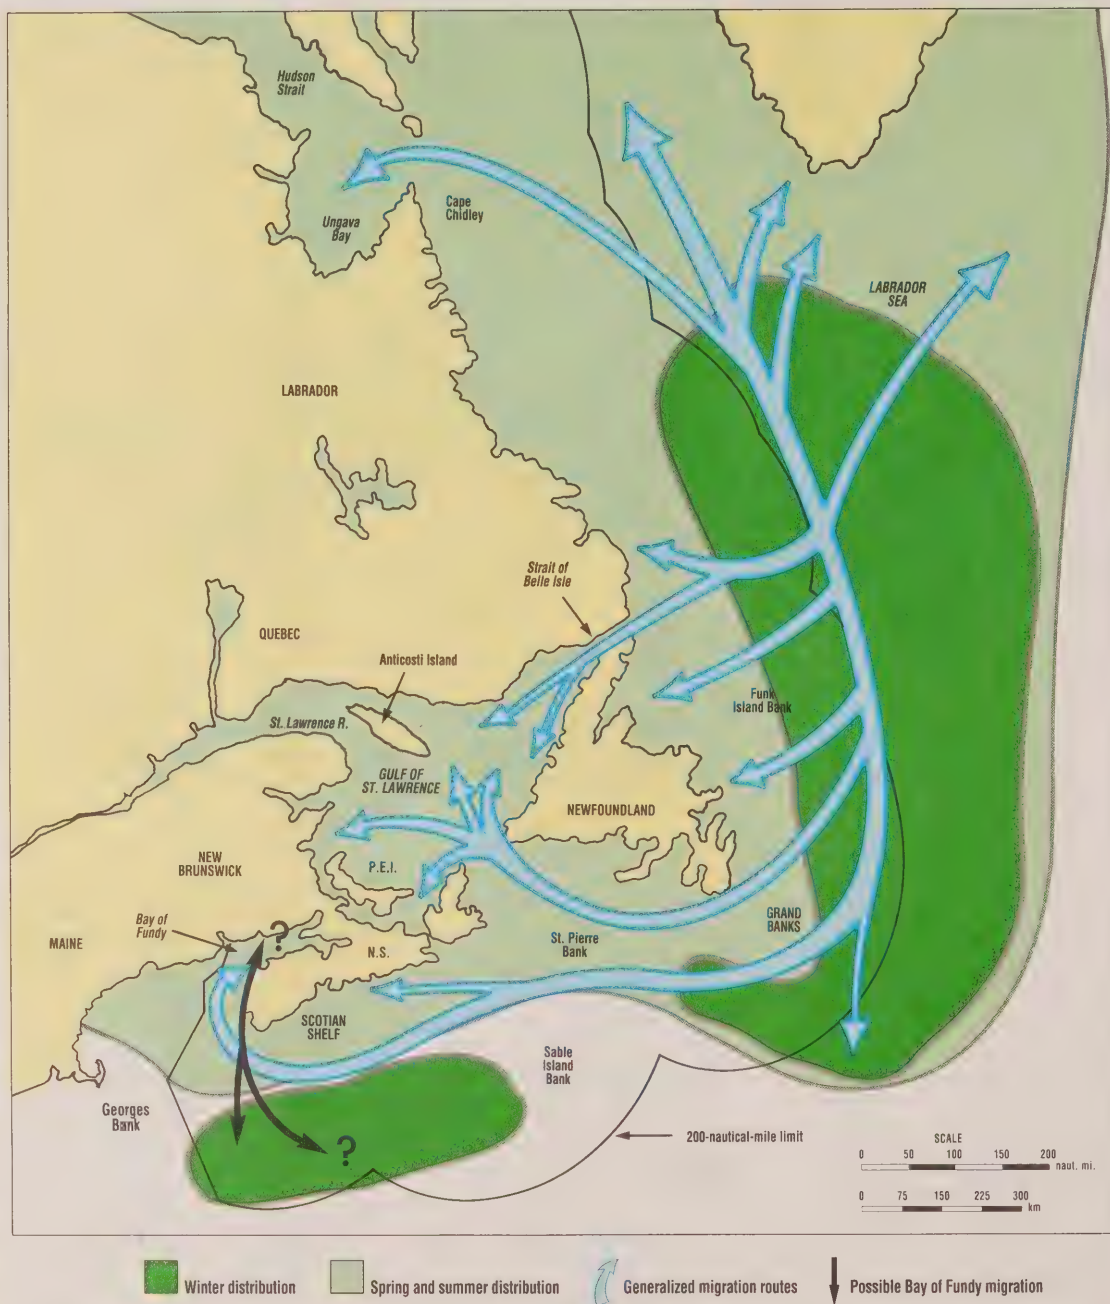 Hudson
Strait
Ungava
Bay
Cape
Chidley
LABRADOR
SEA
LABRADOR
Strait of
Belle Isle
QUEBEC
Anticosti Island
St. Lawrence R.
GULF OF
ST. LAWRENCE
Funk
Island Bank
NEWFOUNDLAND
NEW
BRUNSWICK
P.E.I.
Bay of
Fundy
?
MAINE
N.S.
St. Pierre
Bank
GRAND
BANKS
SCOTIAN
SHELF
Sable
Island
Bank
Georges
Bank
?
200-nautical-mile limit
SCALE
0 50 100 150 200
naut. mi.
0 75 150 225 300
km
Winter distribution
Spring and summer distribution
Generalized migration routes
Possible Bay of Fundy migration